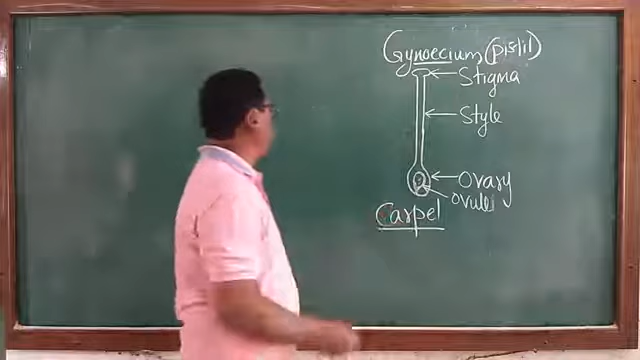 Gynoecium (pistil)
Stigma
Style
Ovary
ovule
Carpel